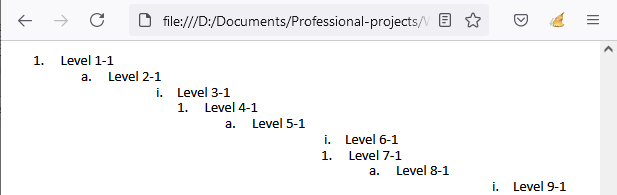 file:///D:/Documents/Professional-projects/
1. Level 1-1
a. Level 2-1
i. Level 3-1
1. Level 4-1
a. Level 5-1
i. Level 6-1
1. Level 7-1
a. Level 8-1
i. Level 9-1